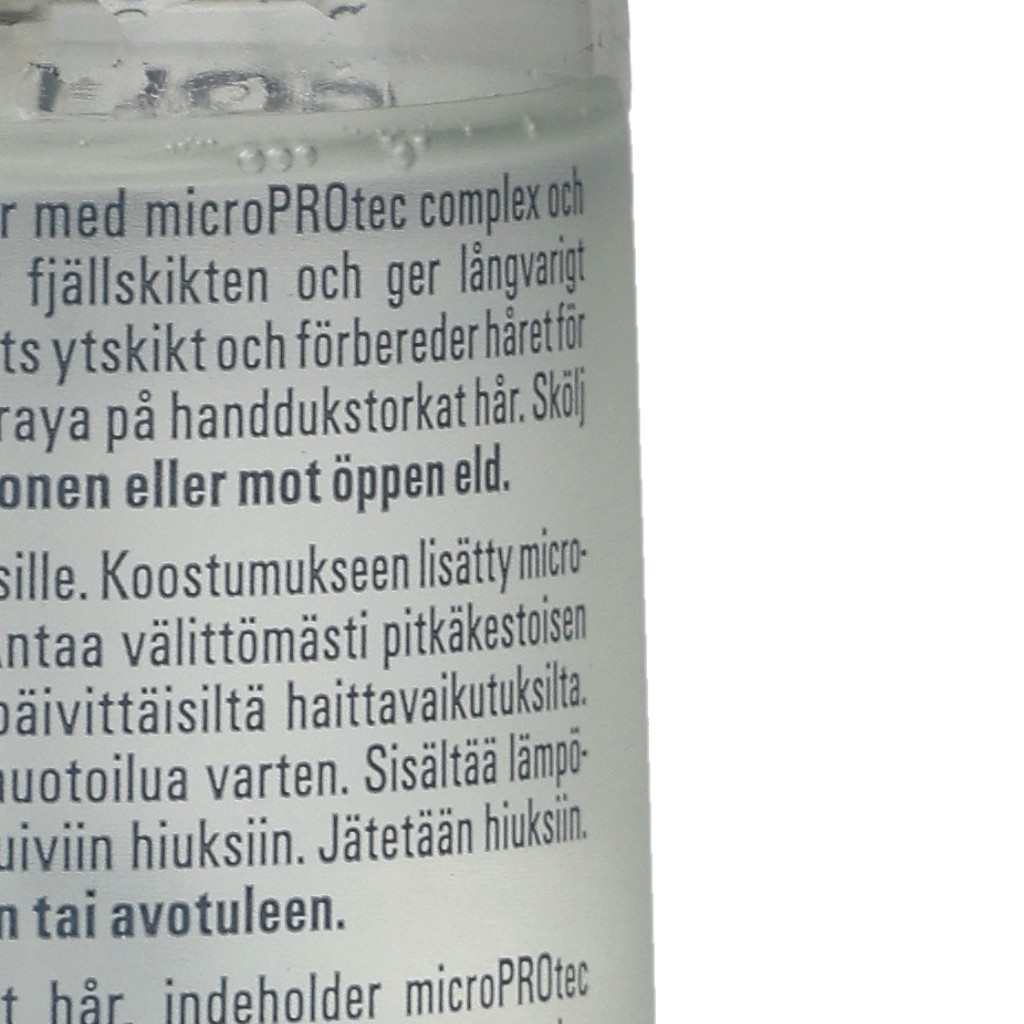 r med microPROtec complex och
fjällskikten och ger långvarigt
ts ytskikt och förbereder håret för
raya på handdukstorkat hår. Skölj
onen eller mot öppen eld.
sille. Koostumukseen lisätty micro-
ntaa välittömästi pitkäkestoisen
päivittäisiltä haittavaikutuksilta.
uotoilua varten. Sisältää lämpö-
uiviin hiuksiin. Jätetään hiuksiin.
n tai avotuleen.
t hår, indeholder microPROtec